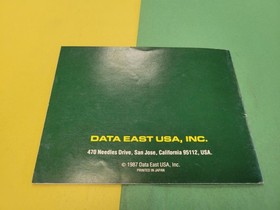 DATA EAST USA, INC.
470 Needles Drive, San Jose, California 95112, USA.
© 1987 Data East USA, Inc.
PRINTED IN JAPAN